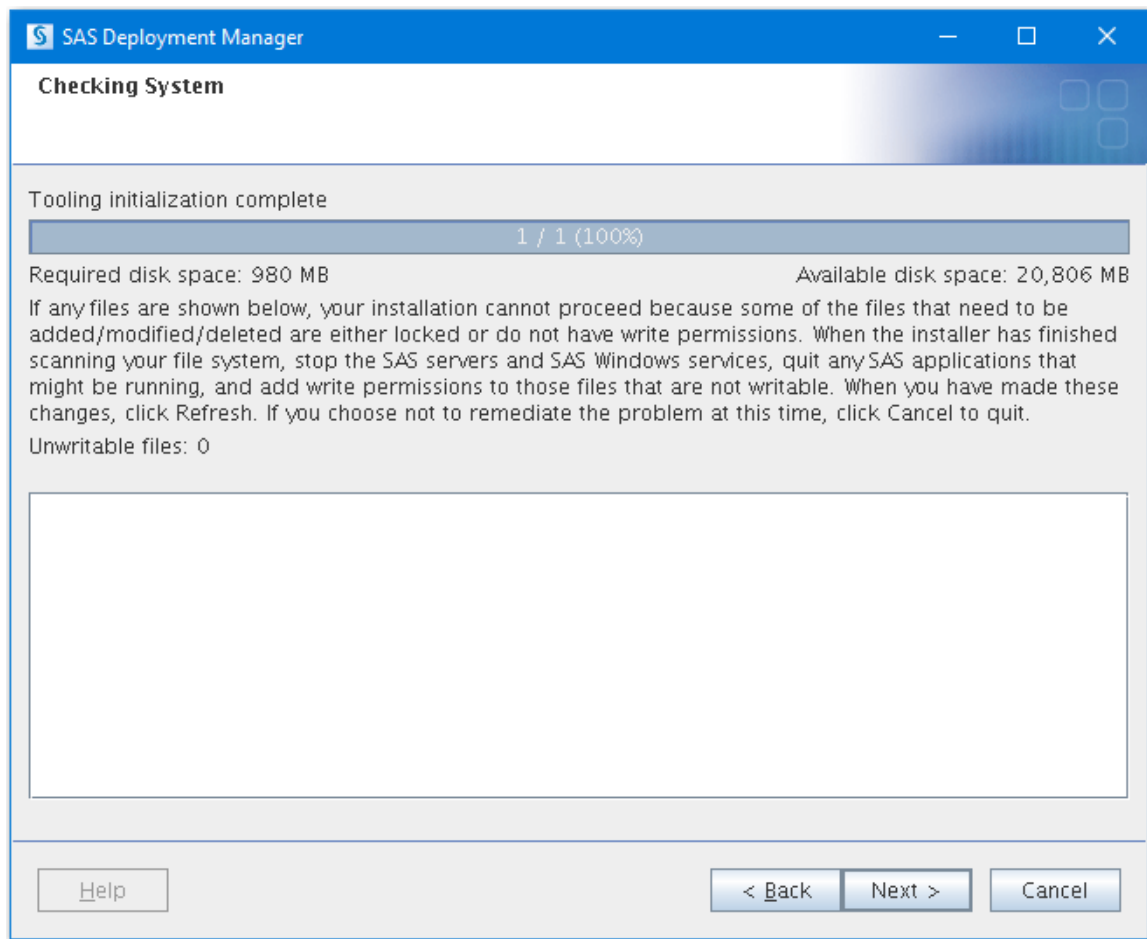 SAS Deployment Manager
Checking System
Tooling initialization complete
1 / 1 (100%)
Required disk space: 980 MB Available disk space: 20,806 MB
If any files are shown below, your installation cannot proceed because some of the files that need to be
added/modified/deleted are either locked or do not have write permissions. When the installer has finished
scanning your file system, stop the SAS servers and SAS Windows services, quit any SAS applications that
might be running, and add write permissions to those files that are not writable. When you have made these
changes, click Refresh. If you choose not to remediate the problem at this time, click Cancel to quit.
Unwritable files: 0
Help < Back Next > Cancel